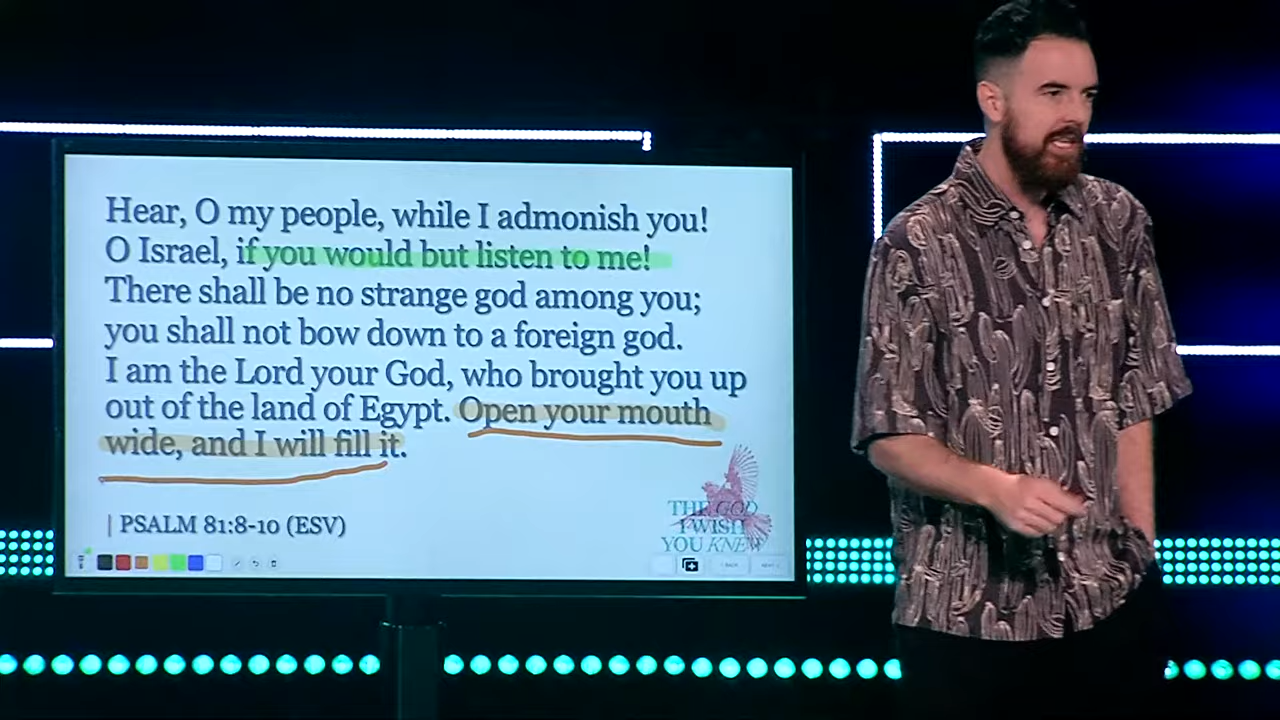 Hear, O my people, while I admonish you!
O Israel, if you would but listen to me!
There shall be no strange god among you;
you shall not bow down to a foreign god.
I am the Lord your God, who brought you up
out of the land of Egypt. Open your mouth
wide, and I will fill it.
| PSALM 81:8-10 (ESV)
THE GOD
I WISH
YOU KNEW
BACK
NEXT